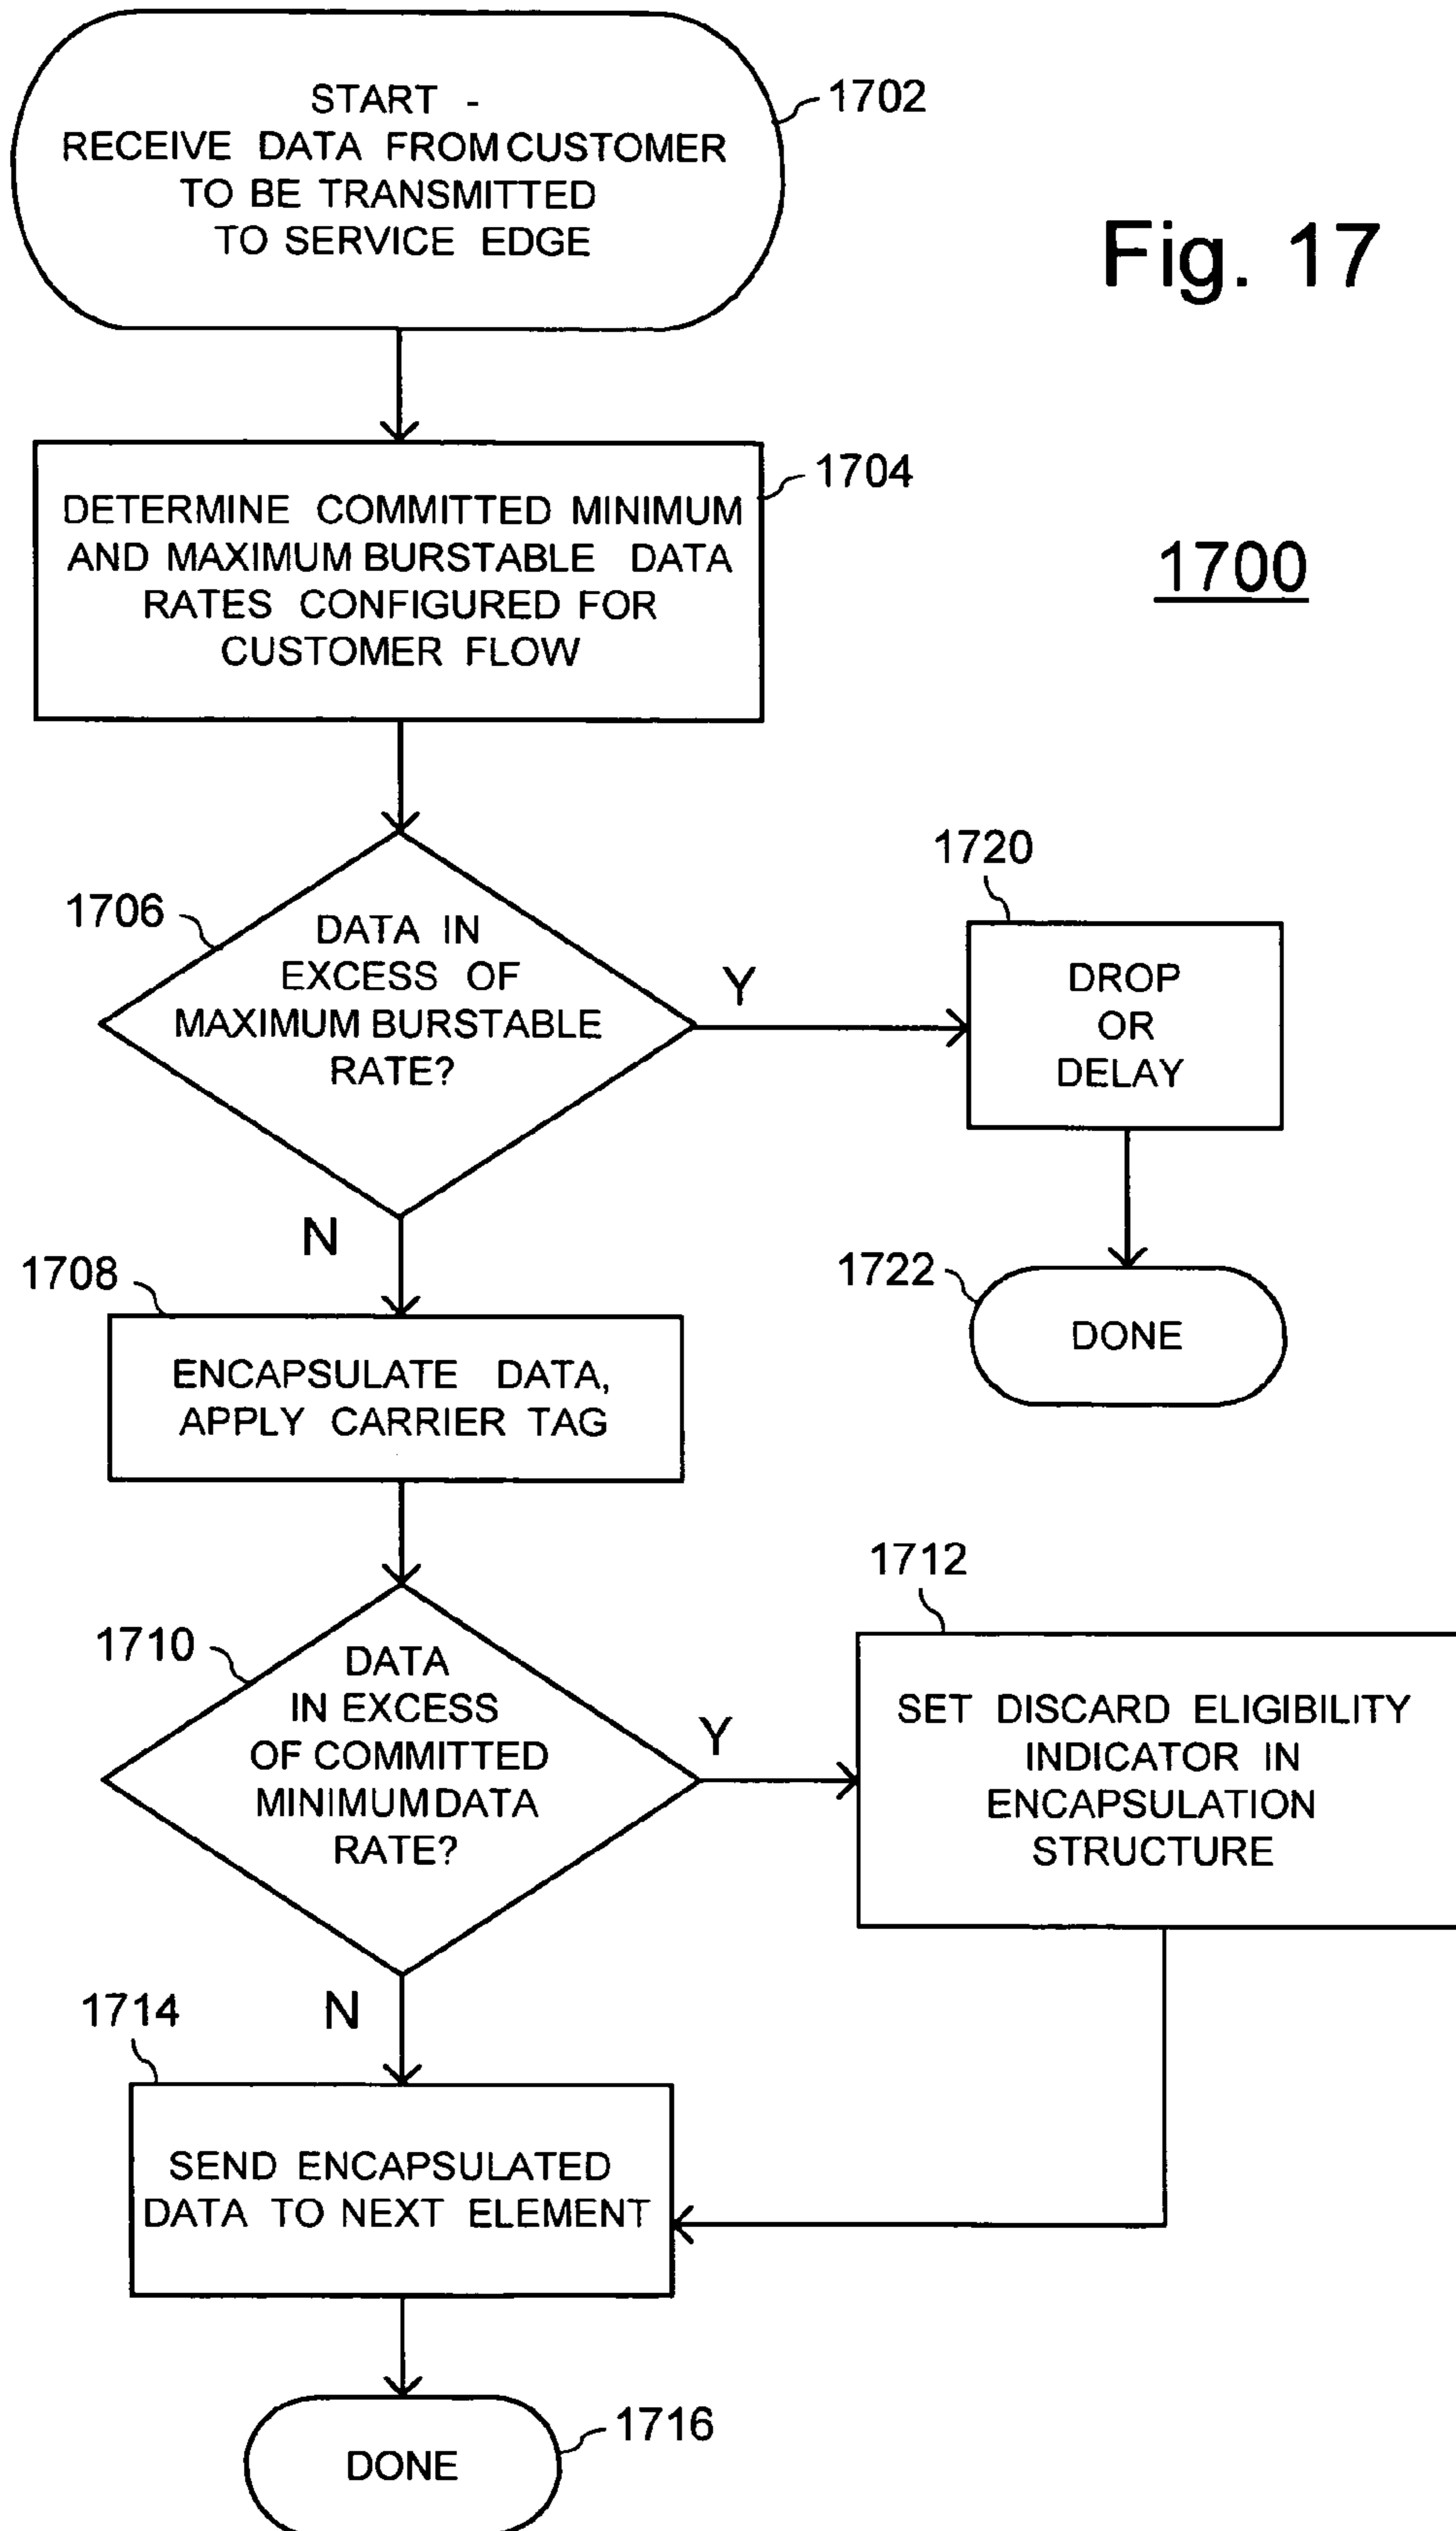 START -
RECEIVE DATA FROM CUSTOMER
TO BE TRANSMITTED
TO SERVICE EDGE
1702
Fig. 17
1700
DETERMINE COMMITTED MINIMUM
AND MAXIMUM BURSTABLE DATA
RATES CONFIGURED FOR
CUSTOMER FLOW
1704
1706
DATA IN
EXCESS OF
MAXIMUM BURSTABLE
RATE?
Y
N
1720
DROP
OR
DELAY
1722
DONE
1708
ENCAPSULATE DATA,
APPLY CARRIER TAG
1710
DATA
IN EXCESS
OF COMMITTED
MINIMUM DATA
RATE?
Y
N
1712
SET DISCARD ELIGIBILITY
INDICATOR IN
ENCAPSULATION
STRUCTURE
1714
SEND ENCAPSULATED
DATA TO NEXT ELEMENT
DONE
1716